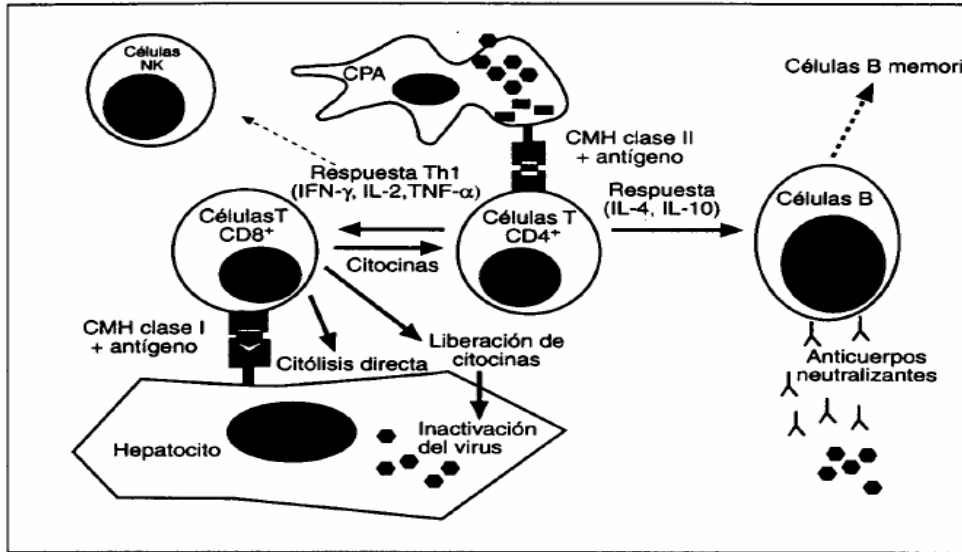 Células
NK
CPA
Células B memori
CMH clase II
+ antígeno
Respuesta Th1
(IFN-γ, IL-2,TNF-α)
Respuesta
(IL-4, IL-10)
Células B
CélulasT
CD8+
Citocinas
Células T
CD4+
CMH clase I
+ antígeno
Citólisis directa
Liberación de
citocinas
Anticuerpos
neutralizantes
Hepatocito
Inactivación
del virus